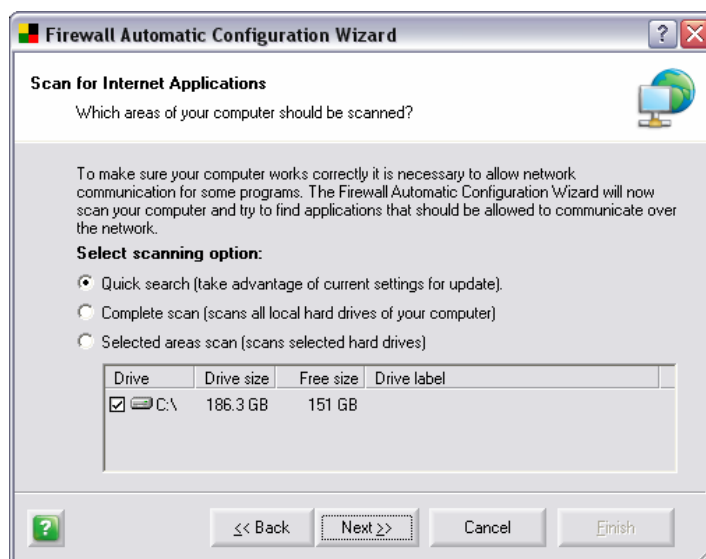 Firewall Automatic Configuration Wizard
Scan for Internet Applications
Which areas of your computer should be scanned?
To make sure your computer works correctly it is necessary to allow network
communication for some programs. The Firewall Automatic Configuration Wizard will now
scan your computer and try to find applications that should be allowed to communicate over
the network.
Select scanning option:
Quick search (take advantage of current settings for update).
Complete scan (scans all local hard drives of your computer)
Selected areas scan (scans selected hard drives)
Drive Drive size Free size Drive label
C:\ 186.3 GB 151 GB
<< Back Next >> Cancel Finish